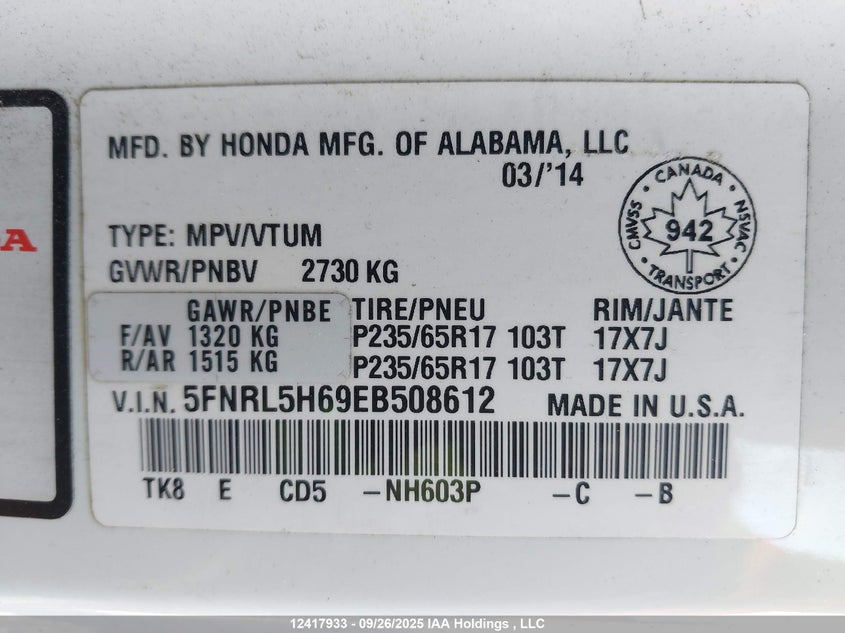 A
MFD. BY HONDA MFG. OF ALABAMA, LLC
03/'14
CANADA
CMVSS
942
NSVAC
TRANSPORT
TYPE: MPV/VTUM
GVWR/PNBV 2730 KG
GAWR/PNBE TIRE/PNEU RIM/JANTE
F/AV 1320 KG P235/65R17 103T 17X7J
R/AR 1515 KG P235/65R17 103T 17X7J
V.I.N. 5FNRL5H69EB508612 MADE IN U.S.A.
TK8 E CD5 -NH603P -C -B
12417933 - 09/26/2025 IAA Holdings , LLC